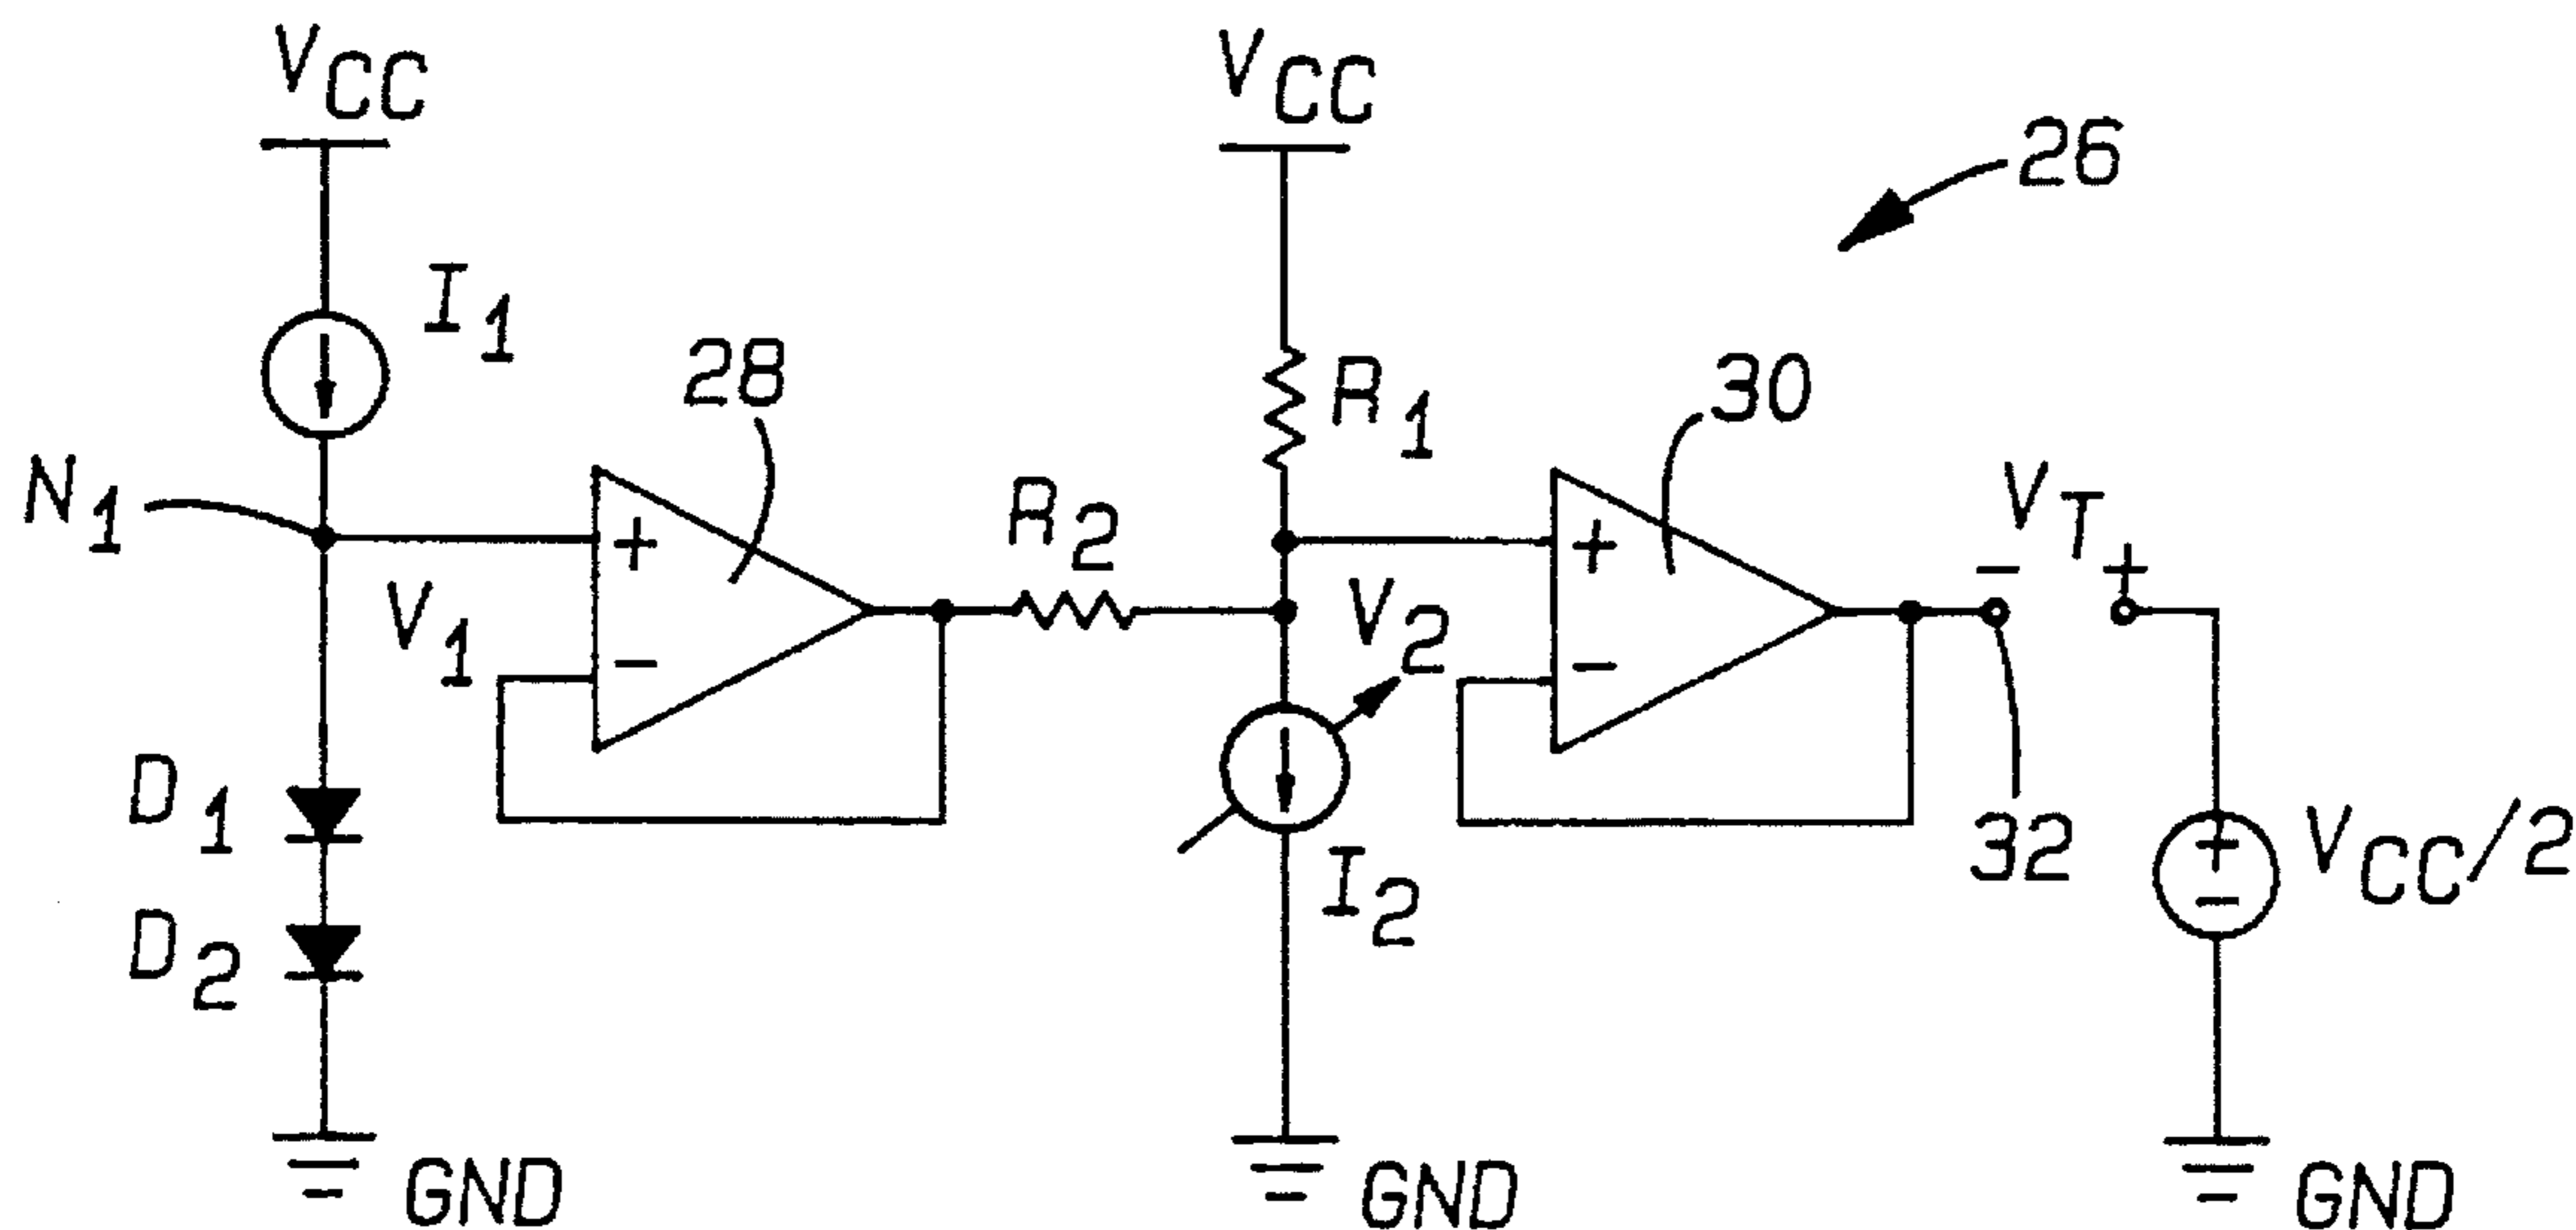 VCC
VCC
26
I1
28
R1
30
N1
R2
VT
+
-
+
+
-
+
V1
V2
-
-
D1
I2
32
+
-
VCC/2
D2
GND
GND
GND